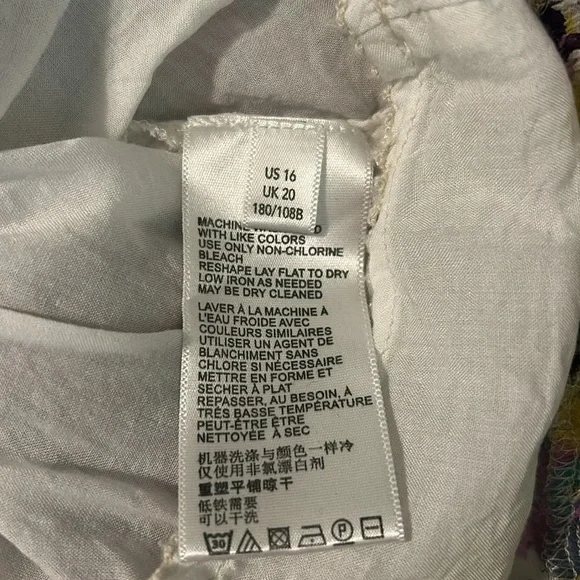 US 16
UK 20
180/108B
MACHINE
WITH LIKE COLORS
USE ONLY NON-CHLORINE
BLEACH
RESHAPE LAY FLAT TO DRY
LOW IRON AS NEEDED
MAY BE DRY CLEANED
LAVER À LA MACHINE À
L'EAU FROIDE AVEC
COULEURS SIMILAIRES
UTILISER UN AGENT DE
BLANCHIMENT SANS
CHLORE SI NÉCESSAIRE
METTRE EN FORME ET
SECHER À PLAT
REPASSER, AU BESOIN, À
TRÈS BASSE TEMPÉRATURE
PEUT-ÊTRE ÊTRE
NETTOYÉE À SEC
机器洗涤与颜色一样冷
仅使用非氯漂白剂
重塑平铺晾干
低铁需要
可以干洗
30 P